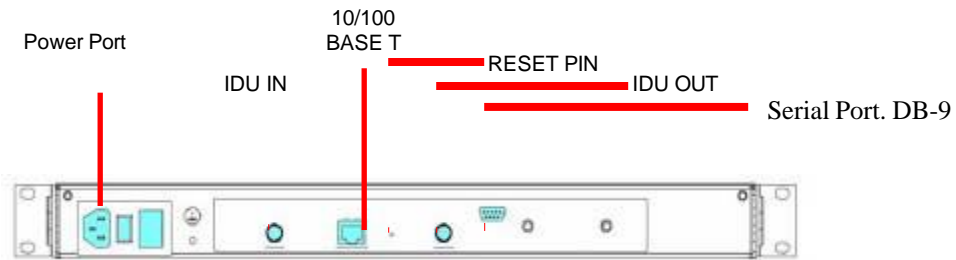 Power Port
10/100
BASE T
IDU IN
RESET PIN
IDU OUT
Serial Port. DB-9